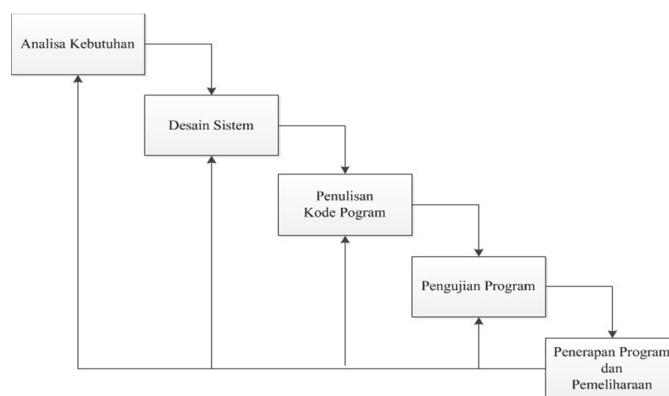 Analisa Kebutuhan
Desain Sistem
Penulisan
Kode Pogram
Pengujian Program
Penerapan Program
dan
Pemeliharaan